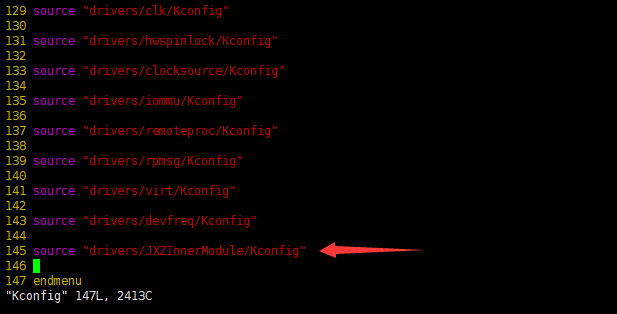 129 source "drivers/clk/Kconfig"
130
131 source "drivers/hwspinlock/Kconfig"
132
133 source "drivers/clocksource/Kconfig"
134
135 source "drivers/iommu/Kconfig"
136
137 source "drivers/remoteproc/Kconfig"
138
139 source "drivers/rpmsg/Kconfig"
140
141 source "drivers/virt/Kconfig"
142
143 source "drivers/devfreq/Kconfig"
144
145 source "drivers/JXZInnerModule/Kconfig"
146
147 endmenu
"Kconfig" 147L, 2413C